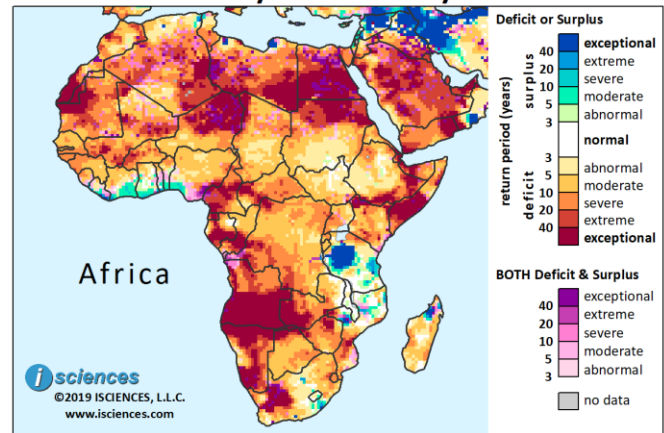 Deficit or Surplus
40
20
10
5
3
3
5
10
20
40
exceptional
extreme
severe
moderate
abnormal
normal
abnormal
moderate
severe
extreme
exceptional
return period (years)
surplus
deficit
BOTH Deficit & Surplus
40
20
10
5
3
exceptional
extreme
severe
moderate
abnormal
no data
Africa
i sciences
©2019 ISCIENCES, L.L.C.
www.isciences.com